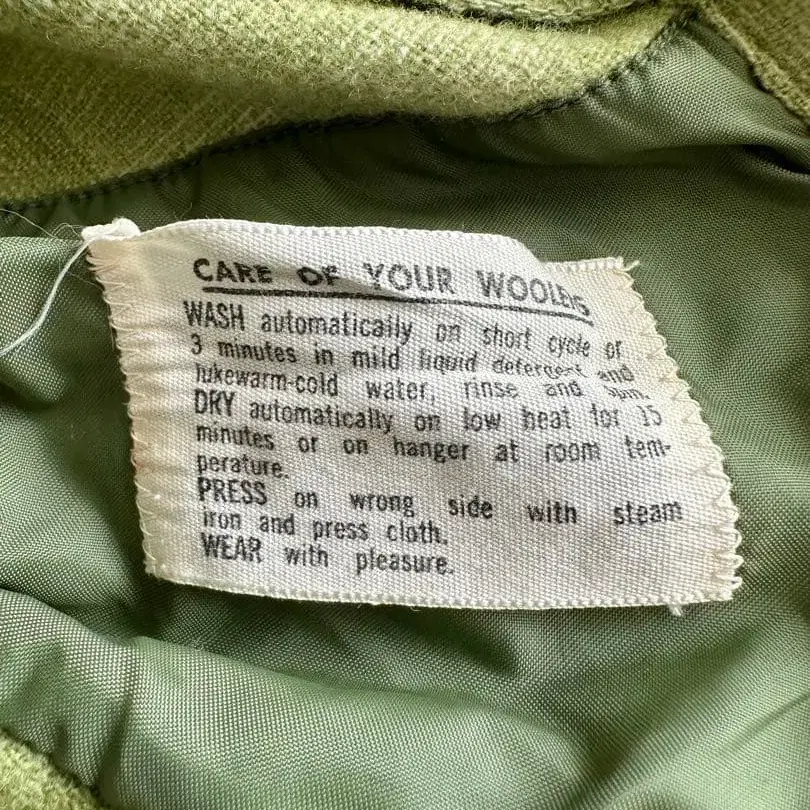 CARE OF YOUR WOOLENS
WASH automatically on short cycle or
3 minutes in mild liquid detergent and
lukewarm-cold water, rinse and spin.
DRY automatically on low heat for 15
minutes or on hanger at room tem-
perature.
PRESS on wrong side with steam
iron and press cloth.
WEAR with pleasure.